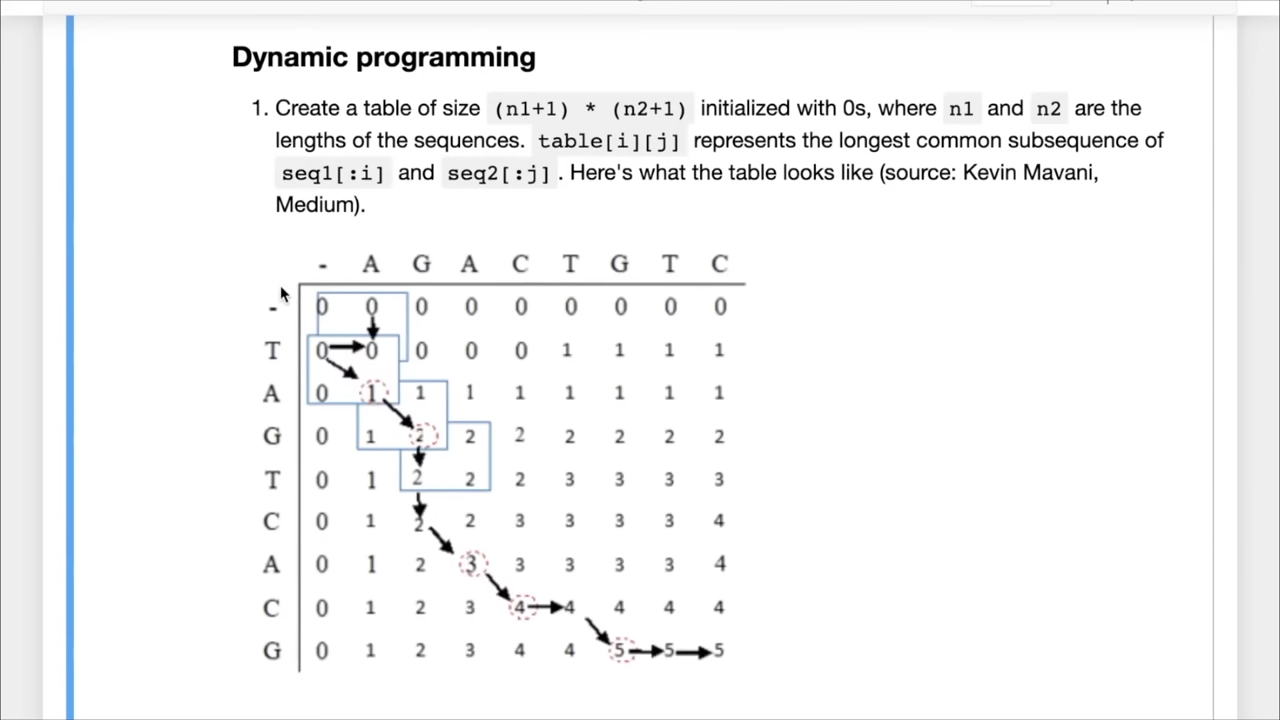 Dynamic programming
1. Create a table of size (n1+1) * (n2+1) initialized with 0s, where n1 and n2 are the
lengths of the sequences. table[i][j] represents the longest common subsequence of
seq1[:i] and seq2[:j]. Here's what the table looks like (source: Kevin Mavani,
Medium).
- A G A C T G T C
- 0 0 0 0 0 0 0 0 0
T 0 0 0 0 0 1 1 1 1
A 0 1 1 1 1 1 1 1 1
G 0 1 2 2 2 2 2 2 2
T 0 1 2 2 2 3 3 3 3
C 0 1 2 2 3 3 3 3 4
A 0 1 2 3 3 3 3 3 4
C 0 1 2 3 4 4 4 4 4
G 0 1 2 3 4 4 5 5 5